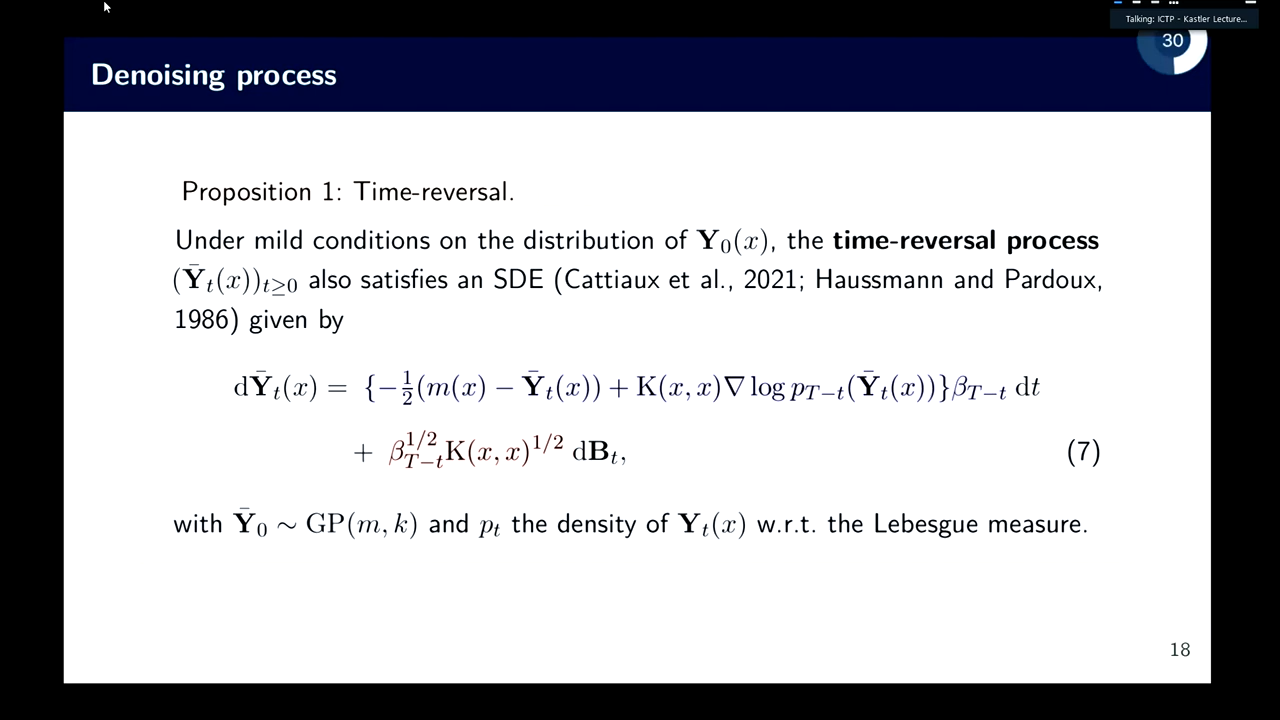 Talking: ICTP - Kastler Lecture...
30
Denoising process
Proposition 1: Time-reversal.
Under mild conditions on the distribution of Y₀(x), the time-reversal process
(Ȳₜ(x))ₜ≥₀ also satisfies an SDE (Cattiaux et al., 2021; Haussmann and Pardoux,
1986) given by
dȲₜ(x) = {−½(m(x) − Ȳₜ(x)) + K(x, x)∇ log p_{T−t}(Ȳₜ(x))}β_{T−t} dt
+ β_{T−t}^{1/2}K(x, x)^{1/2} dBₜ, (7)
with Ȳ₀ ∼ GP(m, k) and pₜ the density of Yₜ(x) w.r.t. the Lebesgue measure.
18